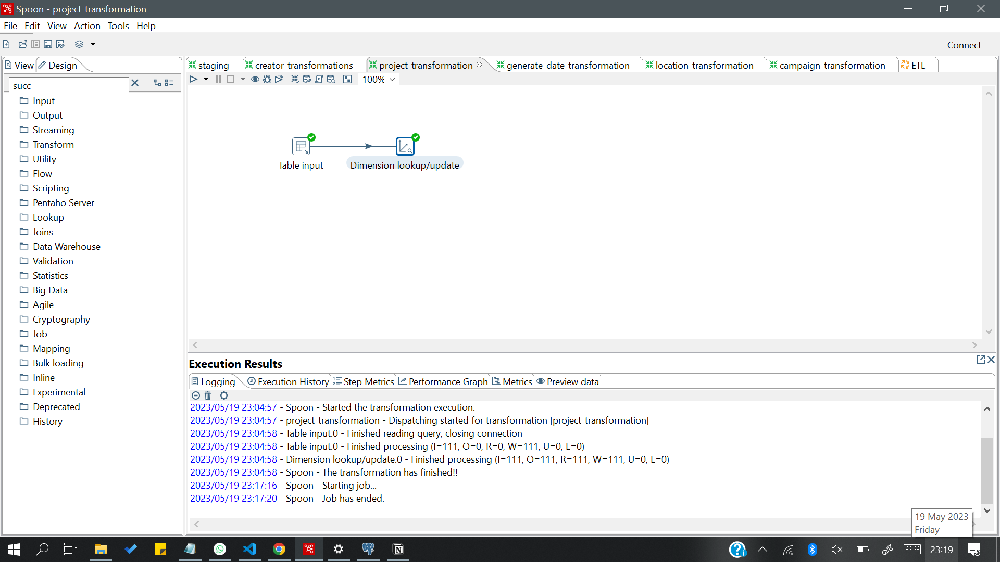 Spoon - project_transformation
File Edit View Action Tools Help
Connect
View Design
staging creator_transformations project_transformation generate_date_transformation location_transformation campaign_transformation ETL
100%
succ
Input
Output
Streaming
Transform
Utility
Flow
Scripting
Pentaho Server
Lookup
Joins
Data Warehouse
Validation
Statistics
Big Data
Agile
Cryptography
Job
Mapping
Bulk loading
Inline
Experimental
Deprecated
History
Table input
Dimension lookup/update
Execution Results
Logging Execution History Step Metrics Performance Graph Metrics Preview data
2023/05/19 23:04:57 - Spoon - Started the transformation execution.
2023/05/19 23:04:57 - project_transformation - Dispatching started for transformation [project_transformation]
2023/05/19 23:04:58 - Table input.0 - Finished reading query, closing connection
2023/05/19 23:04:58 - Table input.0 - Finished processing (I=111, O=0, R=0, W=111, U=0, E=0)
2023/05/19 23:04:58 - Dimension lookup/update.0 - Finished processing (I=111, O=111, R=111, W=111, U=0, E=0)
2023/05/19 23:04:58 - Spoon - The transformation has finished!!
2023/05/19 23:17:16 - Spoon - Starting job...
2023/05/19 23:17:20 - Spoon - Job has ended.
19 May 2023
Friday
23:19